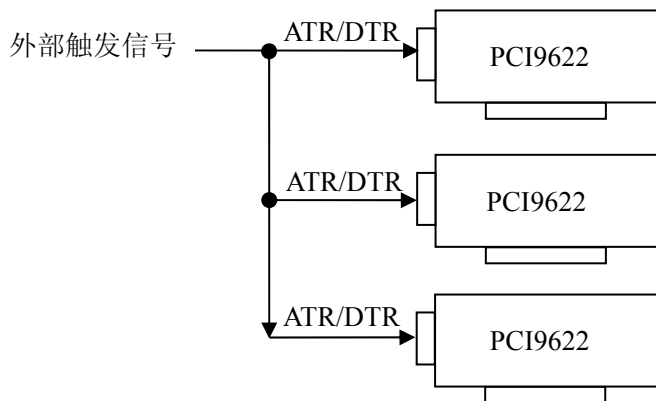 外部触发信号
ATR/DTR
PCI9622
ATR/DTR
PCI9622
ATR/DTR
PCI9622